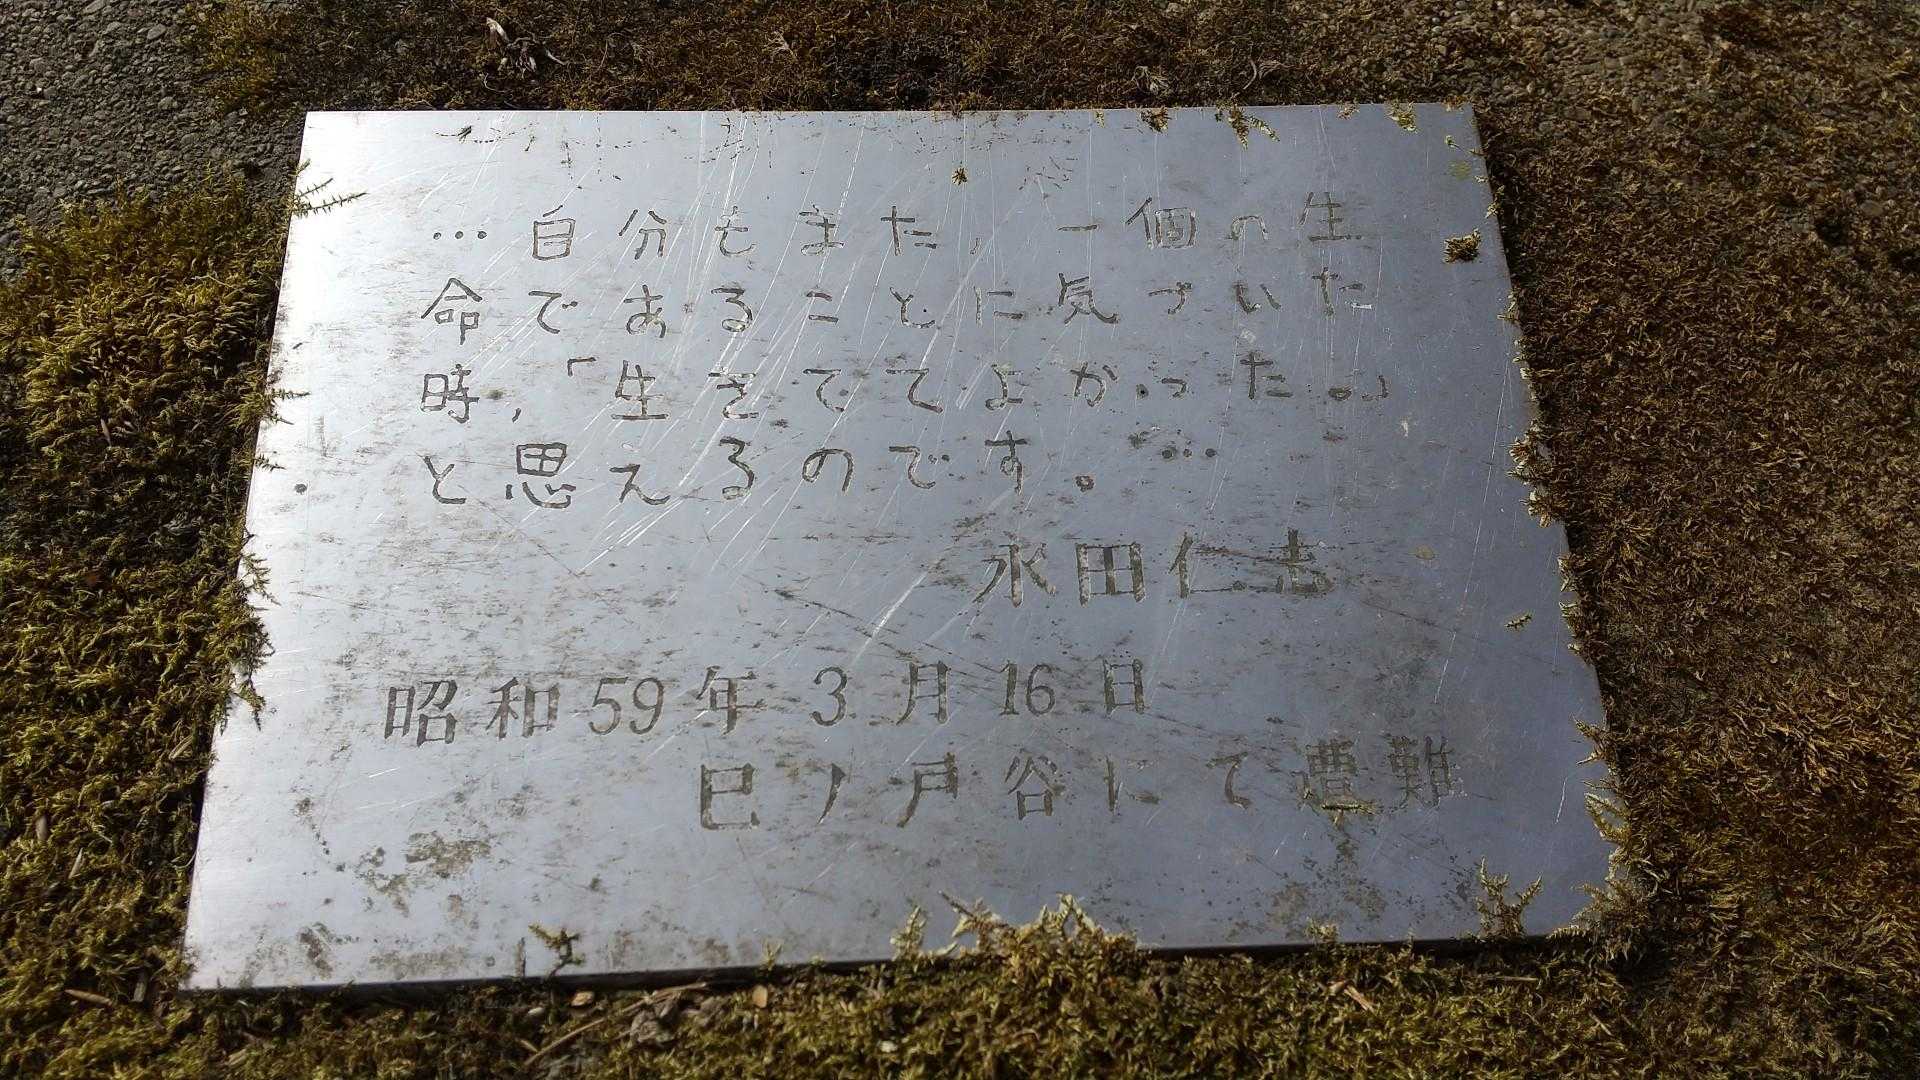 …自分もまた,一個の生
命であることに気づいた
時,「生きててよかった。」
と思えるのです。…
永田仁志
昭和59年3月16日
巳ノ戸谷にて遭難